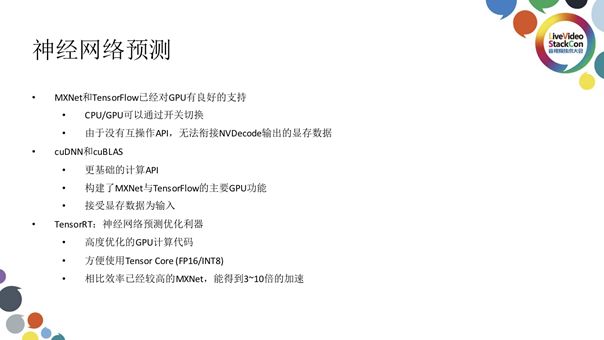 神经网络预测
LiveVideo
StackCon
音视频技术大会
• MXNet和TensorFlow已经对GPU有良好的支持
• CPU/GPU可以通过开关切换
• 由于没有互操作API，无法衔接NVDecode输出的显存数据
• cuDNN和cuBLAS
• 更基础的计算API
• 构建了MXNet与TensorFlow的主要GPU功能
• 接受显存数据为输入
• TensorRT：神经网络预测优化利器
• 高度优化的GPU计算代码
• 方便使用Tensor Core (FP16/INT8)
• 相比效率已经较高的MXNet，能得到3~10倍的加速